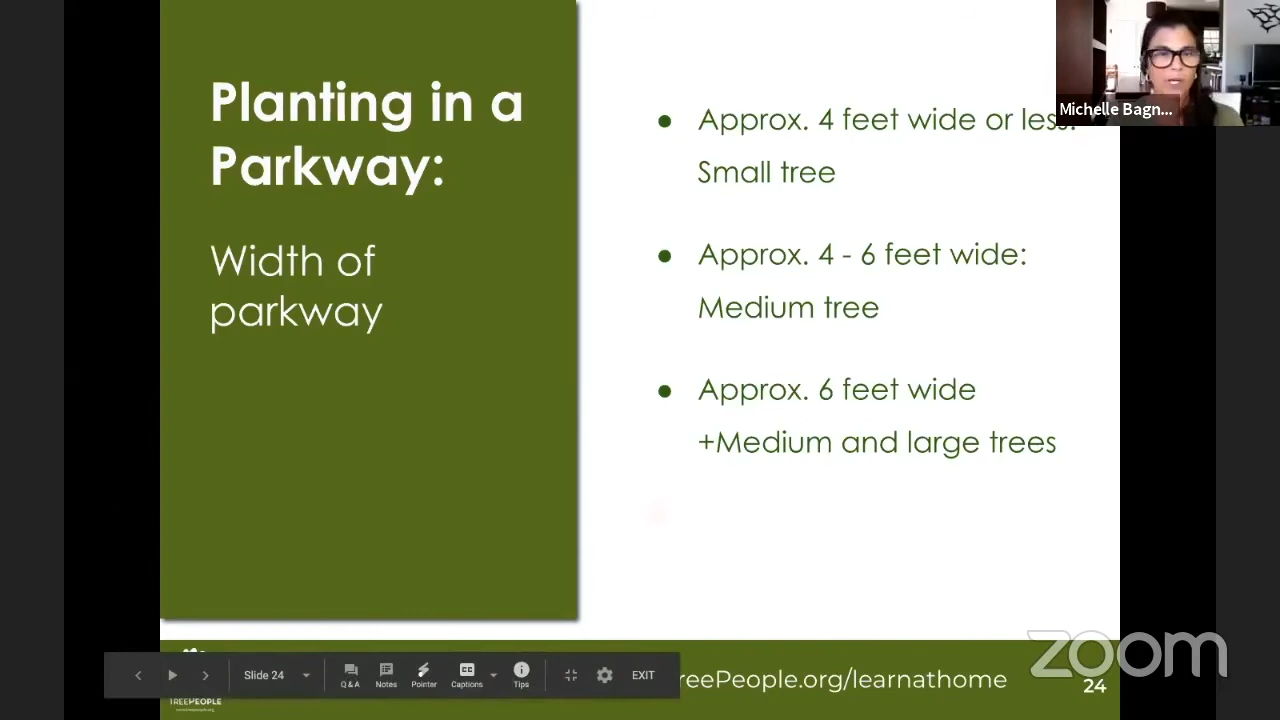 Planting in a
Parkway:
Width of
parkway
● Approx. 4 feet wide or less:
Small tree
● Approx. 4 - 6 feet wide:
Medium tree
● Approx. 6 feet wide
+Medium and large trees
Michelle Bagn...
zoom
Slide 24
Q & A
Notes
Pointer
Captions
Tips
EXIT
reePeople.org/learnathome
24
TREEPEOPLE